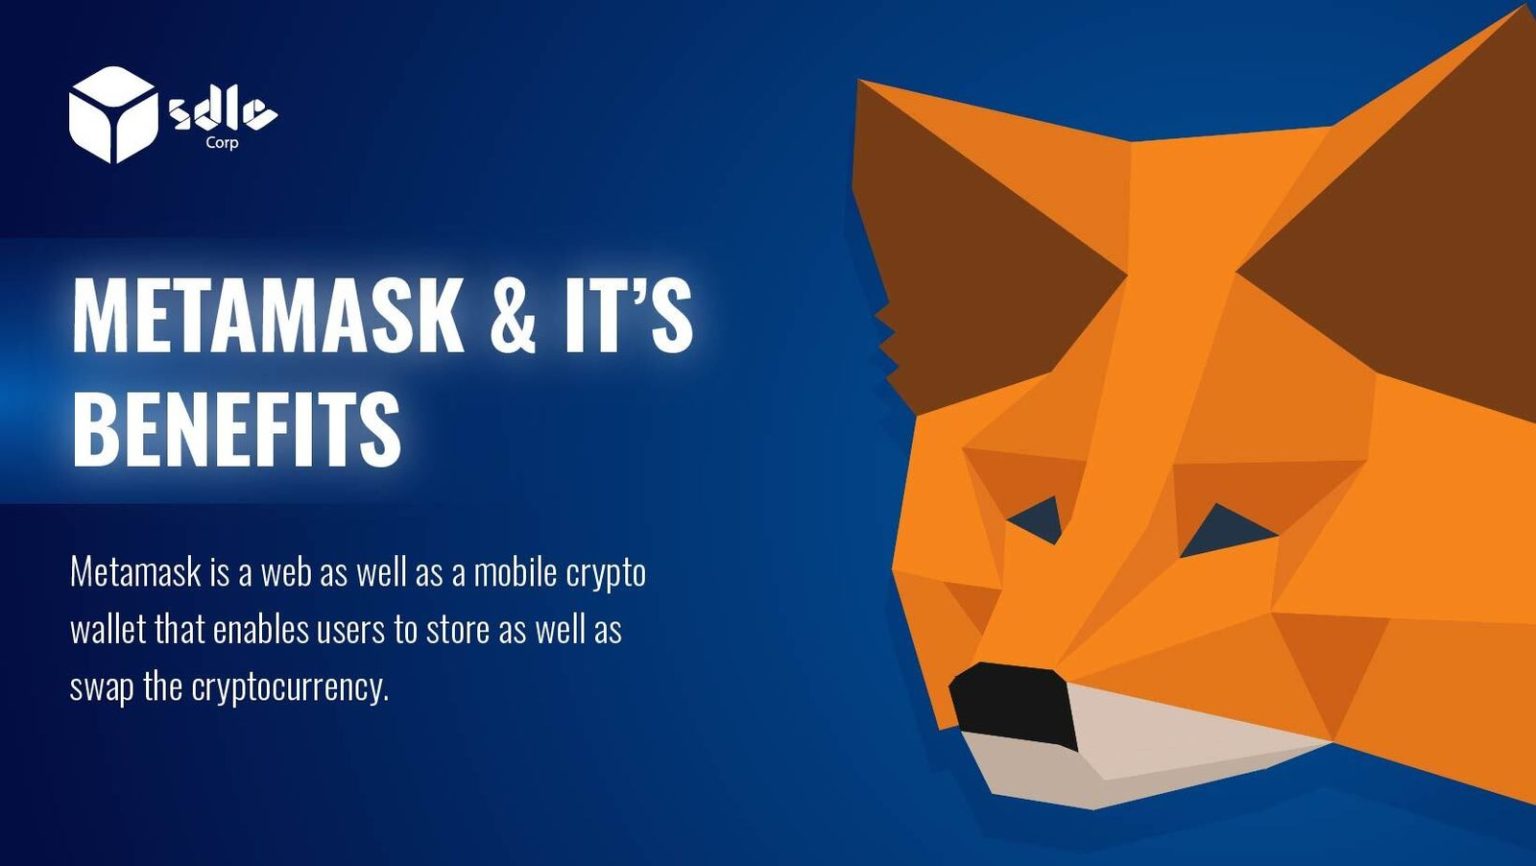 sdlc
Corp
METAMASK & IT’S
BENEFITS
Metamask is a web as well as a mobile crypto
wallet that enables users to store as well as
swap the cryptocurrency.